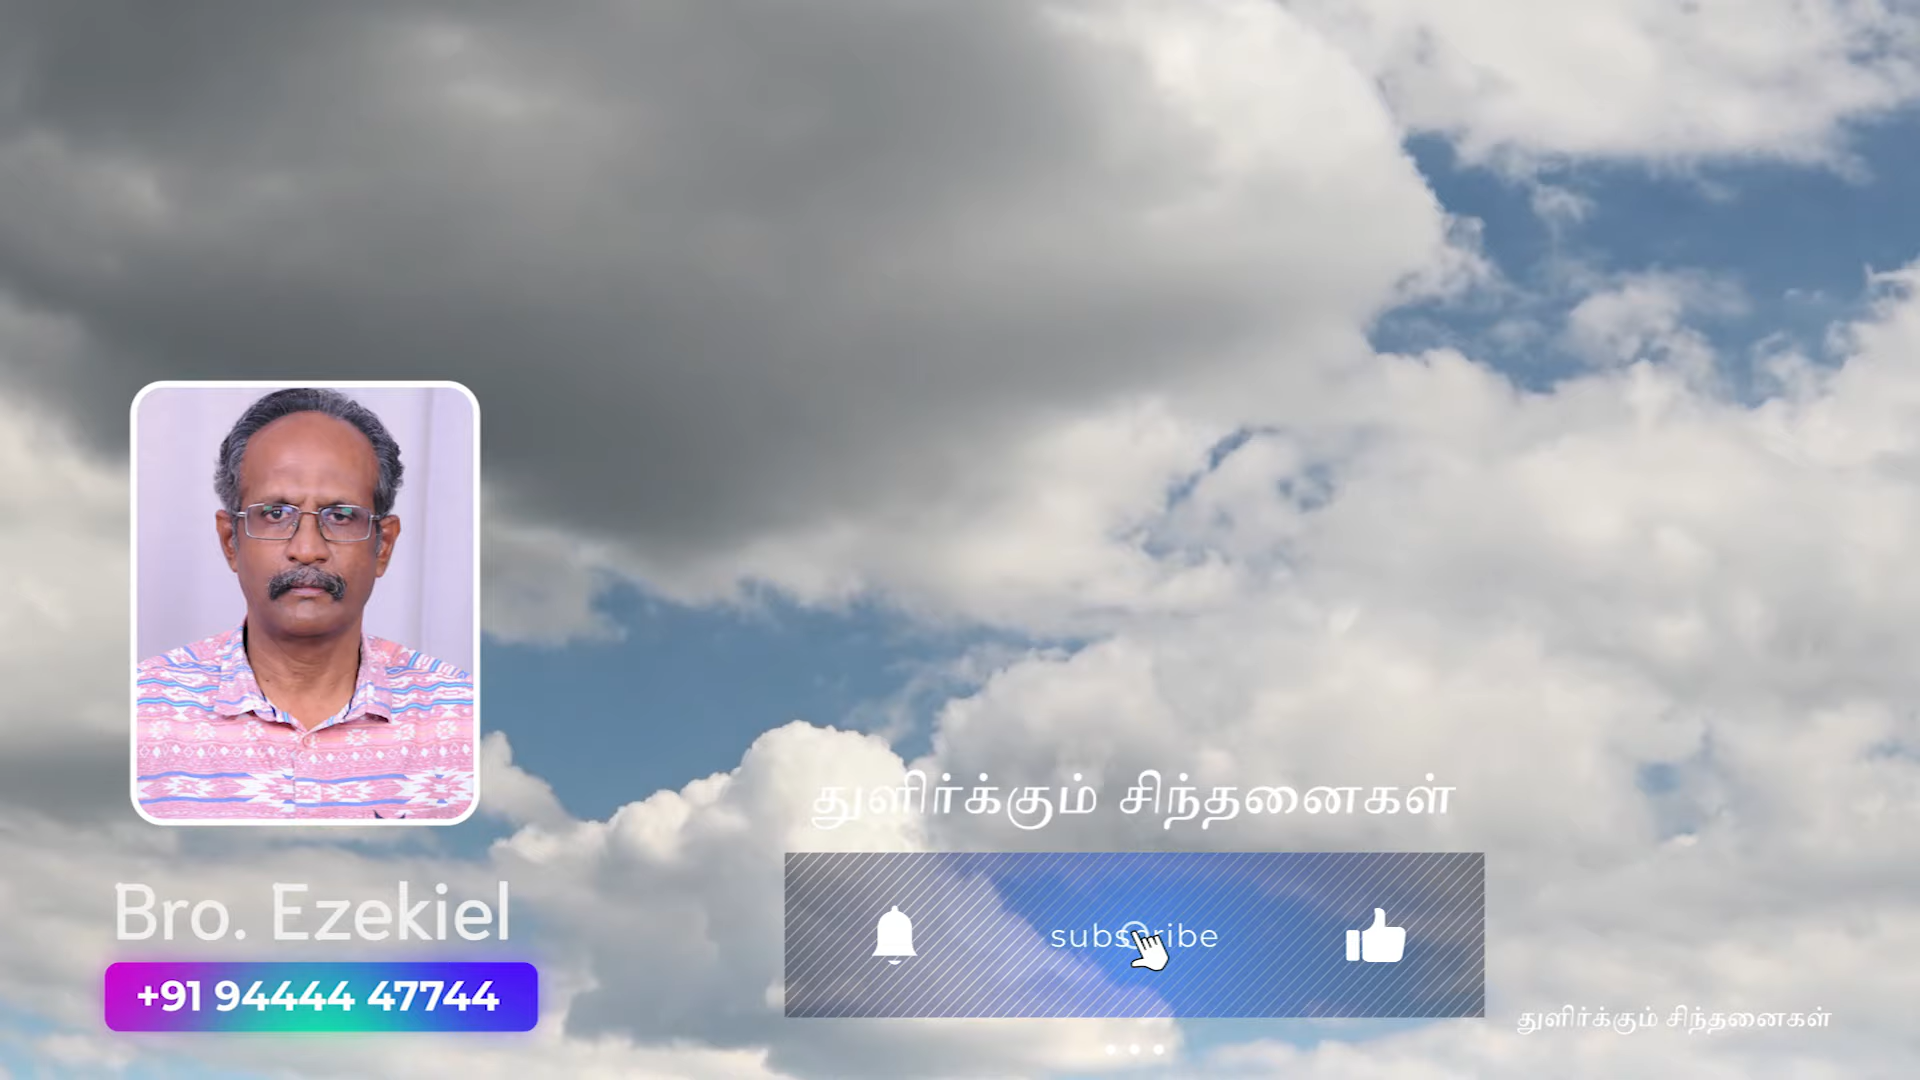 துளிர்க்கும் சிந்தனைகள்
Bro. Ezekiel
subscribe
+91 94444 47744
துளிர்க்கும் சிந்தனைகள்